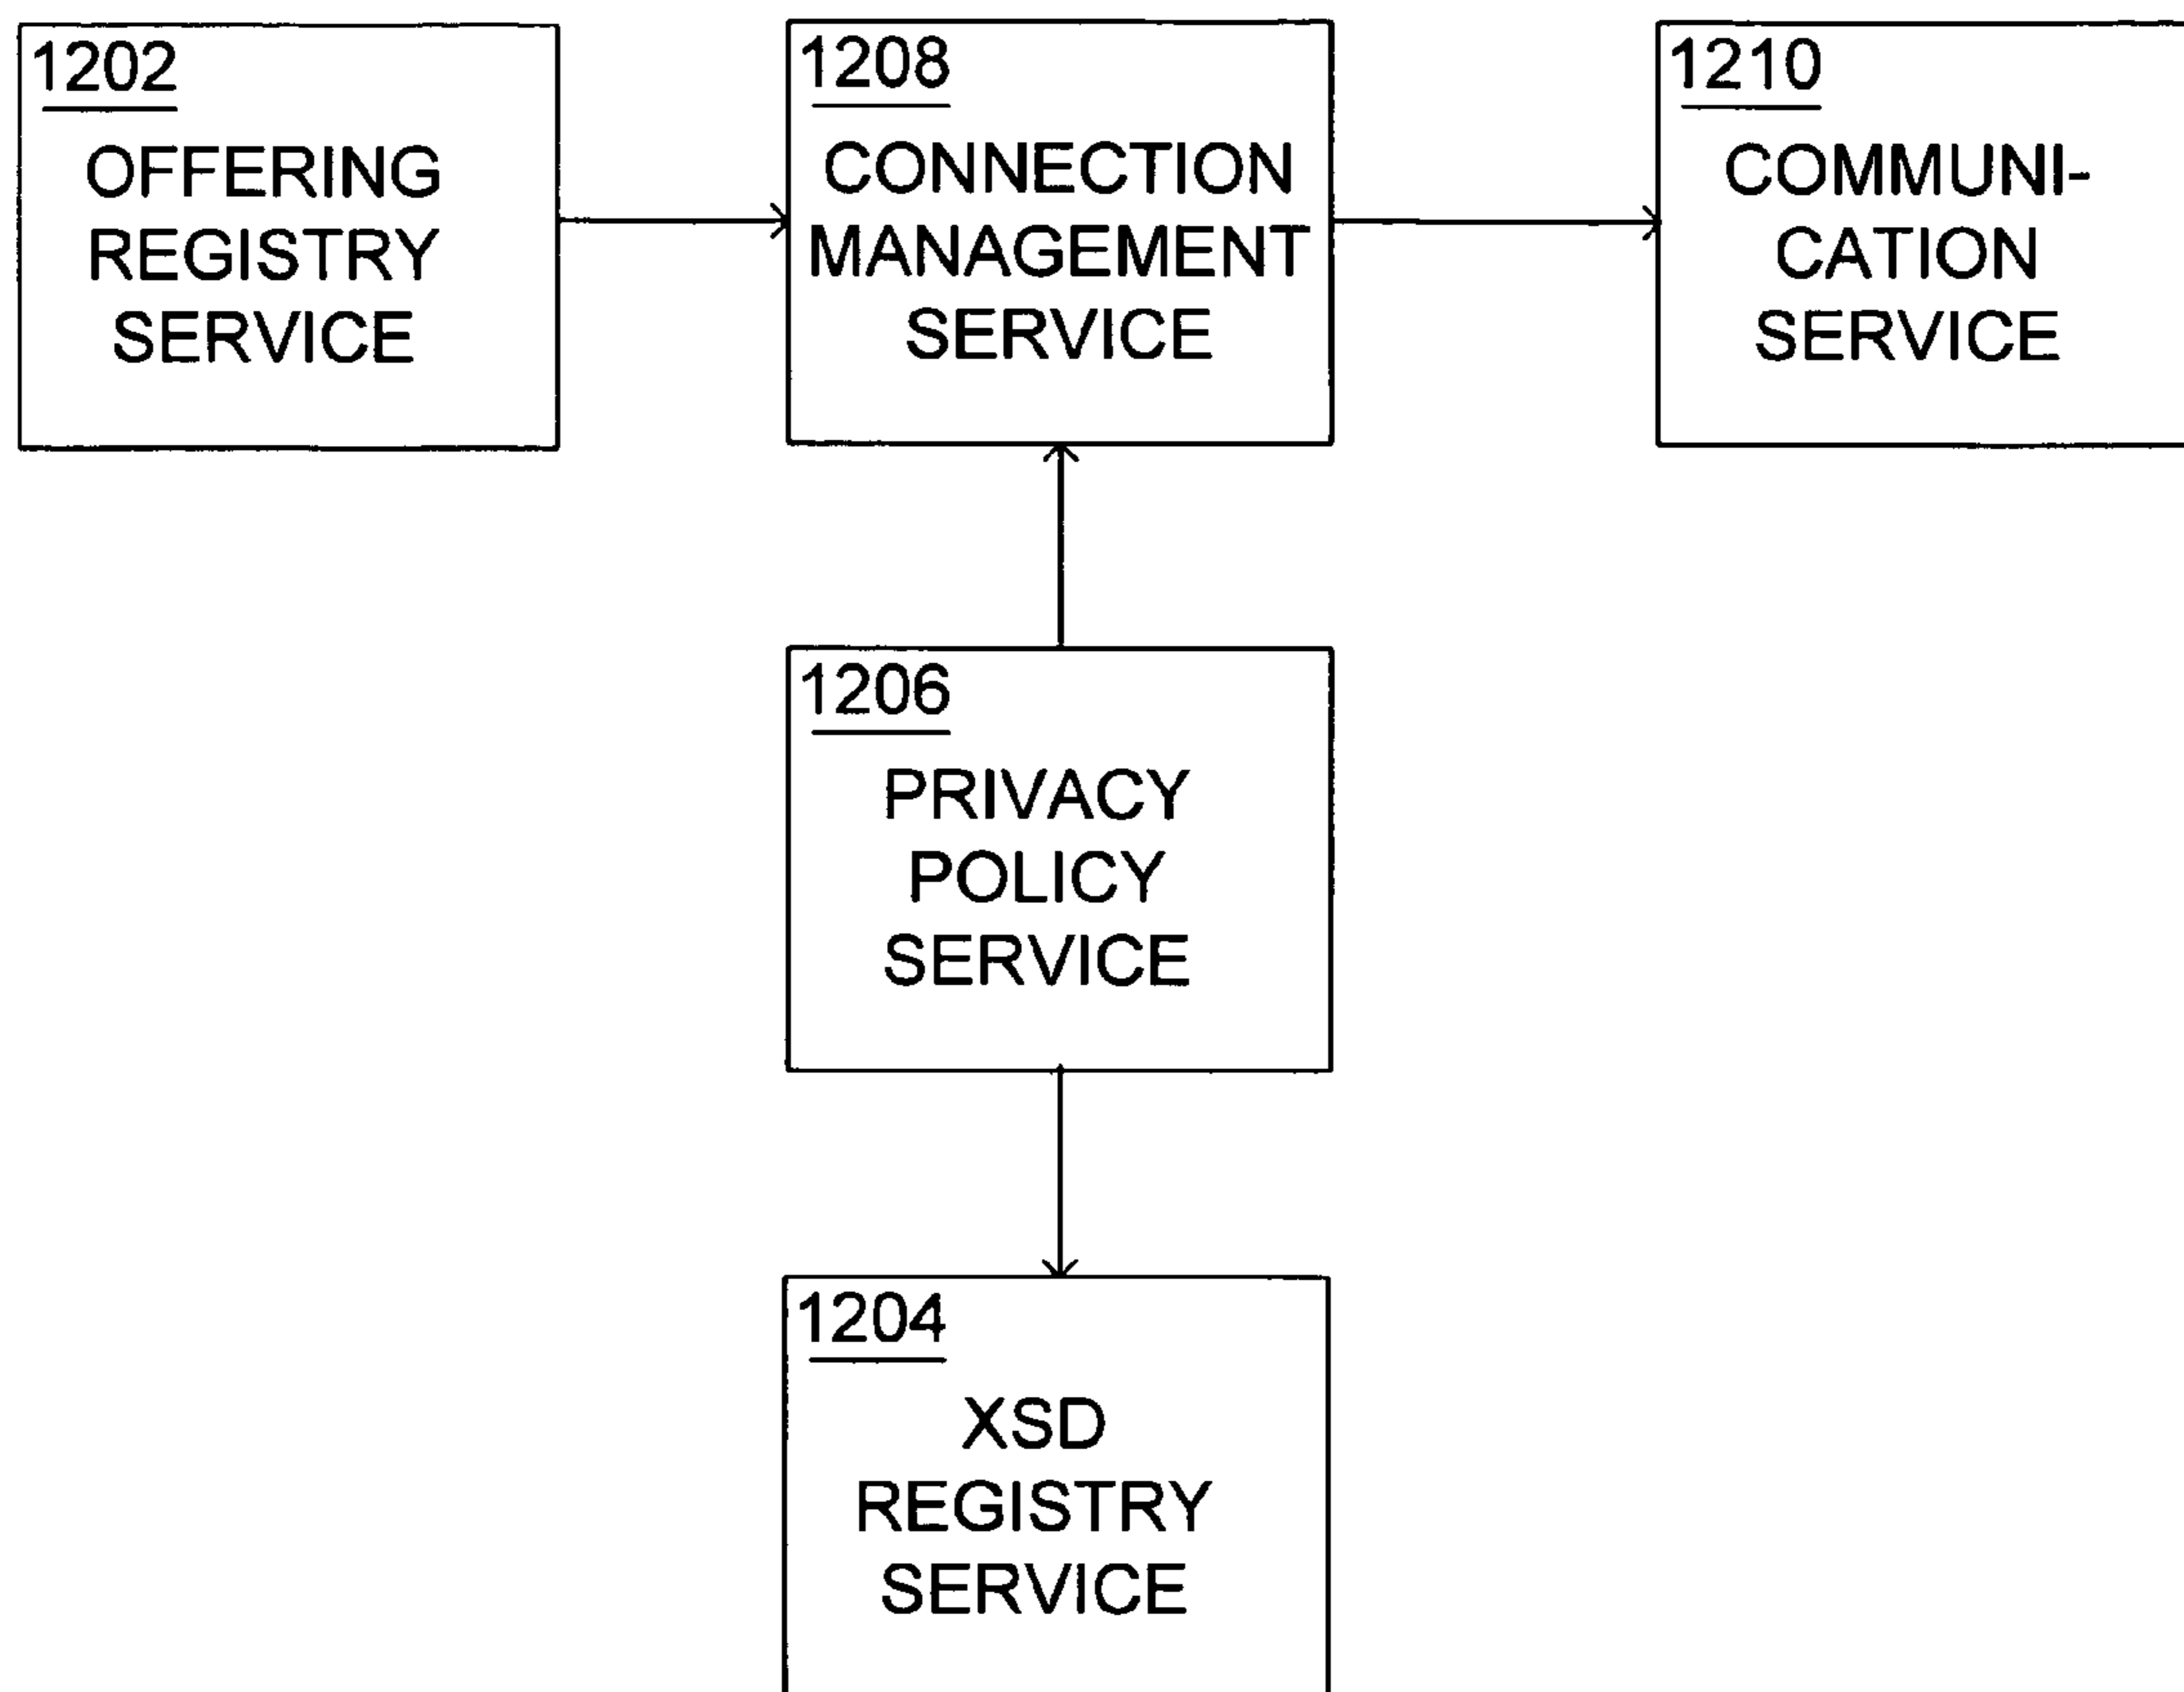 1202
OFFERING
REGISTRY
SERVICE
1208
CONNECTION
MANAGEMENT
SERVICE
1210
COMMUNI-
CATION
SERVICE
1206
PRIVACY
POLICY
SERVICE
1204
XSD
REGISTRY
SERVICE